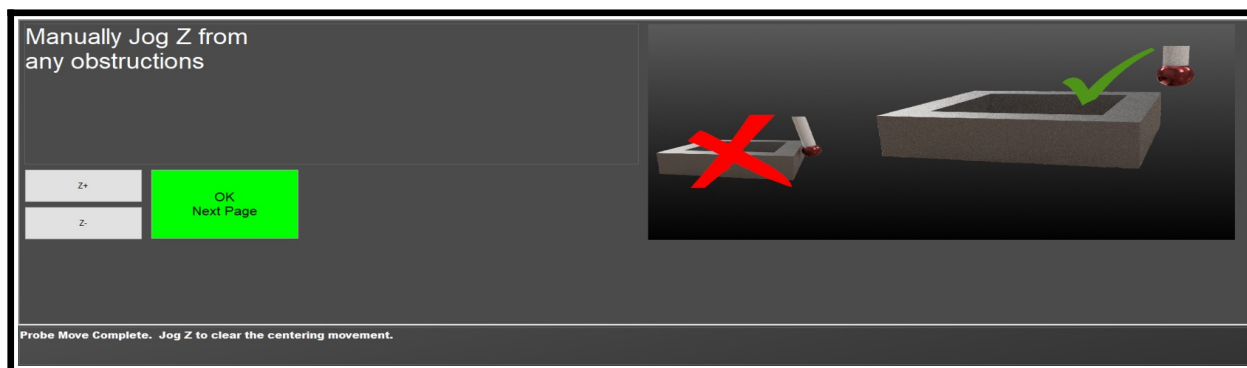 Manually Jog Z from
any obstructions
Z+
Z-
OK
Next Page
Probe Move Complete.  Jog Z to clear the centering movement.